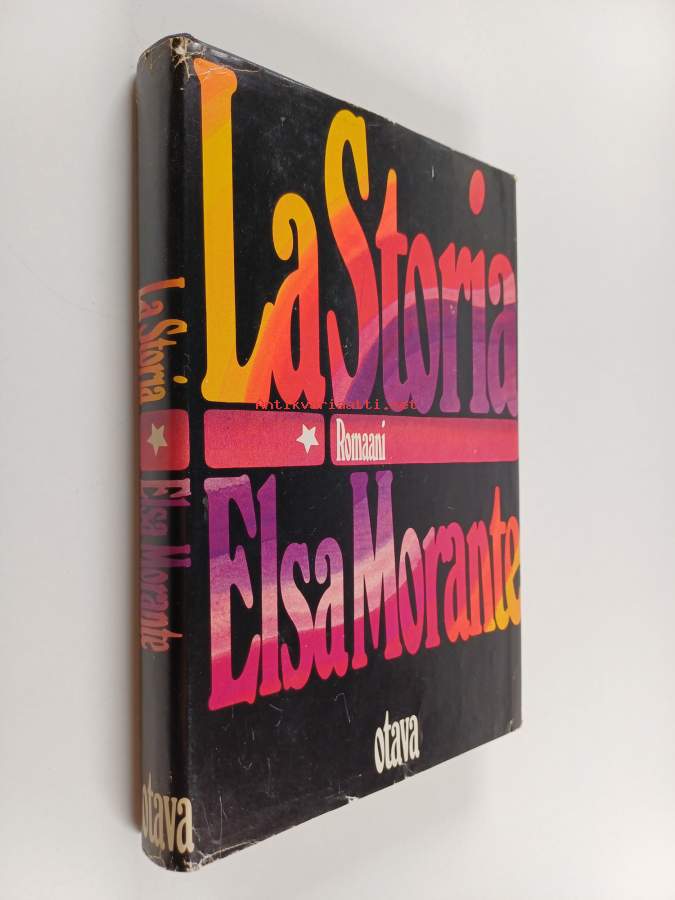 La Storia
Antikvariaatti.net
Romaani
Elsa Morante
otava
La Storia
Elsa Morante
otava